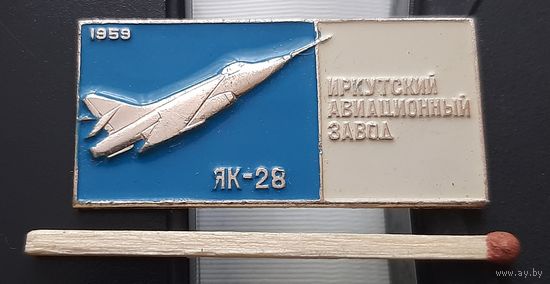 1959
ЯК-28
ИРКУТСКИЙ
АВИАЦИОННЫЙ
ЗАВОД
www.ay.by